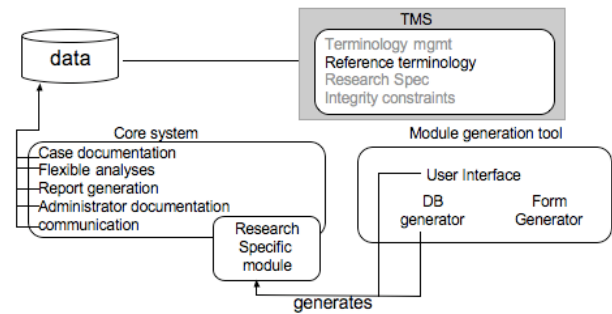 TMS
data
Terminology mgmt
Reference terminology
Research Spec
Integrity constraints
Core system
Case documentation
Flexible analyses
Report generation
Administrator documentation
communication
Research
Specific
module
Module generation tool
User Interface
DB
generator
Form
Generator
generates